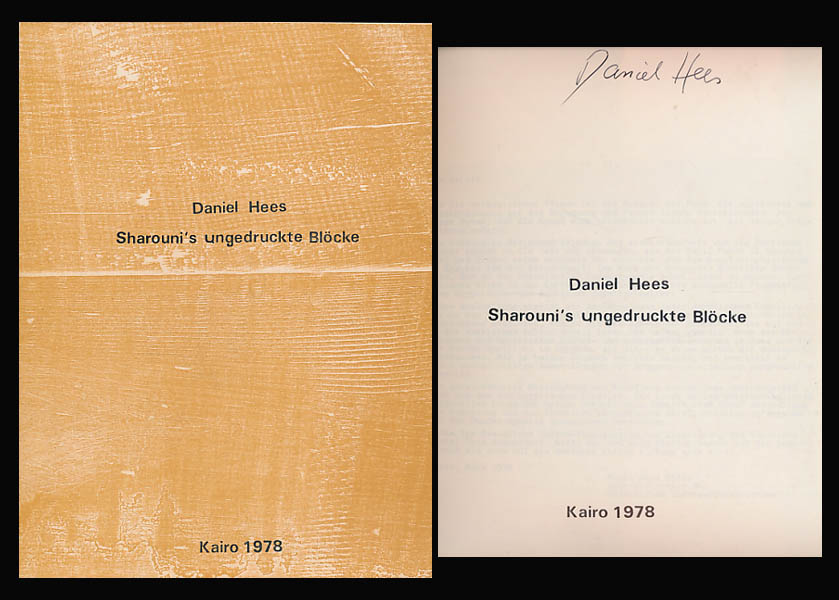 Daniel Hees
Sharouni's ungedruckte Blöcke
Kairo 1978
Daniel Hees
Daniel Hees
Sharouni's ungedruckte Blöcke
Kairo 1978